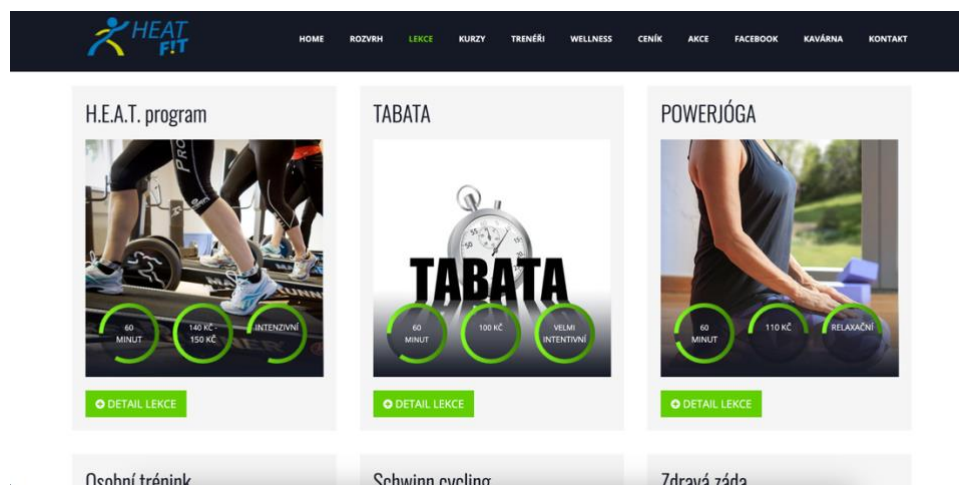 HEAT
F!T
HOME ROZVRH LEKCE KURZY TRENÉŘI WELLNESS CENÍK AKCE FACEBOOK KAVÁRNA KONTAKT
H.E.A.T. program
60
MINUT
140 KČ -
150 KČ
INTENZIVNÍ
DETAIL LEKCE
TABATA
TABATA
60
MINUT
100 KČ
VELMI
INTENTIVNÍ
DETAIL LEKCE
POWERJÓGA
60
MINUT
110 KČ
RELAXAČNÍ
DETAIL LEKCE
Osobní trénink
Schwinn cycling
Zdravá záda